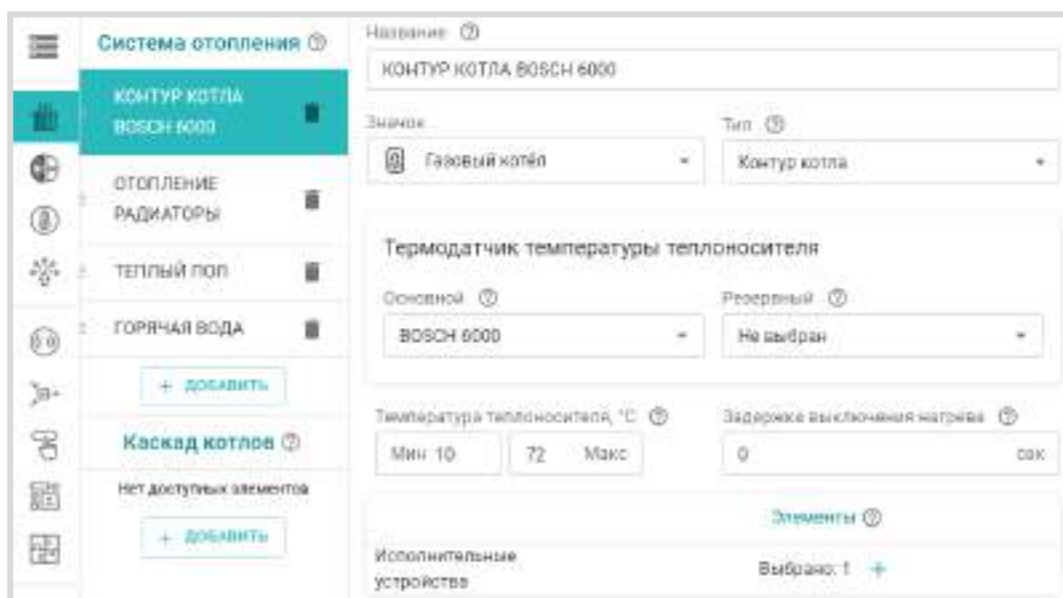 Система отопления
КОНТУР КОТЛА
BOSCH 6000
ОТОПЛЕНИЕ
РАДИАТОРЫ
ТЕПЛЫЙ ПОЛ
ГОРЯЧАЯ ВОДА
+ ДОБАВИТЬ
Каскад котлов
Нет доступных элементов
+ ДОБАВИТЬ
Название
КОНТУР КОТЛА BOSCH 6000
Значок
Тип
Газовый котёл
Контур котла
Термодатчик температуры теплоносителя
Основной
Резервный
BOSCH 6000
Не выбран
Температура теплоносителя, °C
Задержка выключения нагрева
Мин 10
72 Макс
0 сек
Элементы
Исполнительные
устройства
Выбрано: 1 +